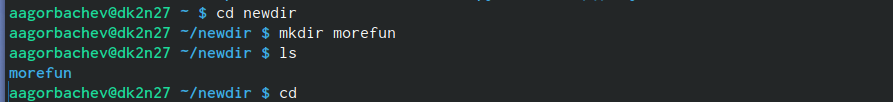 aagorbachev@dk2n27 ~ $ cd newdir
aagorbachev@dk2n27 ~/newdir $ mkdir morefun
aagorbachev@dk2n27 ~/newdir $ ls
morefun
aagorbachev@dk2n27 ~/newdir $ cd